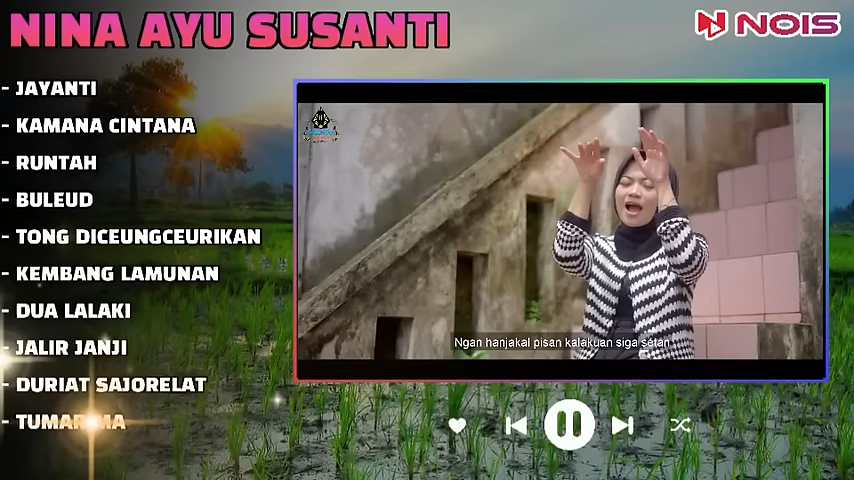 NINA AYU SUSANTI
NOIS
- JAYANTI
- KAMANA CINTANA
- RUNTAH
- BULEUD
- TONG DICEUNGCEURIKAN
- KEMBANG LAMUNAN
- DUA LALAKI
- JALIR JANJI
- DURIAT SAJORELAT
Ngan hanjakal pisan kalakuan siga setan